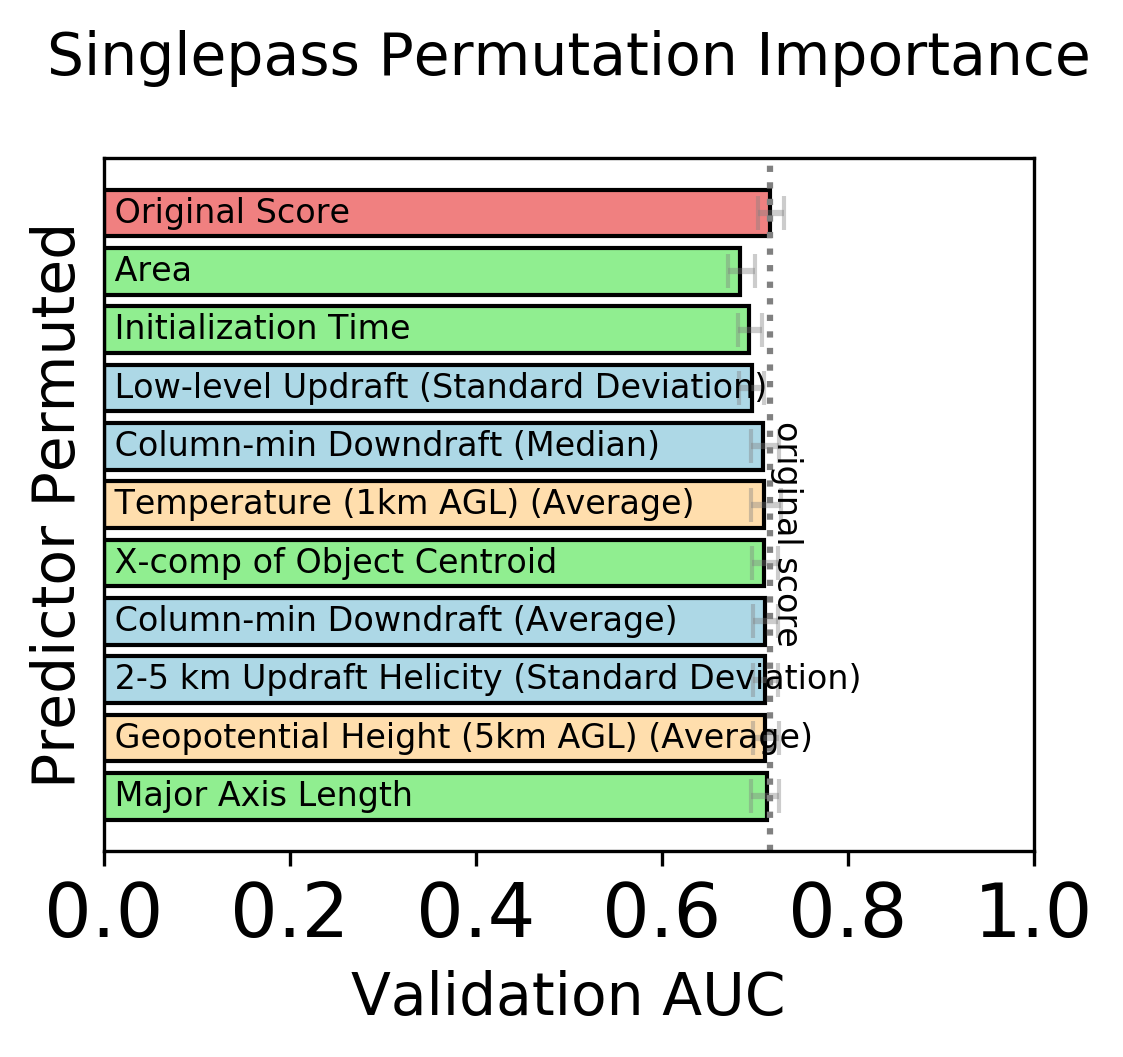 Singlepass Permutation Importance
Predictor Permuted
Original Score
Area
Initialization Time
Low-level Updraft (Standard Deviation)
Column-min Downdraft (Median)
Temperature (1km AGL) (Average)
X-comp of Object Centroid
Column-min Downdraft (Average)
2-5 km Updraft Helicity (Standard Deviation)
Geopotential Height (5km AGL) (Average)
Major Axis Length
original score
0.0 0.2 0.4 0.6 0.8 1.0
Validation AUC